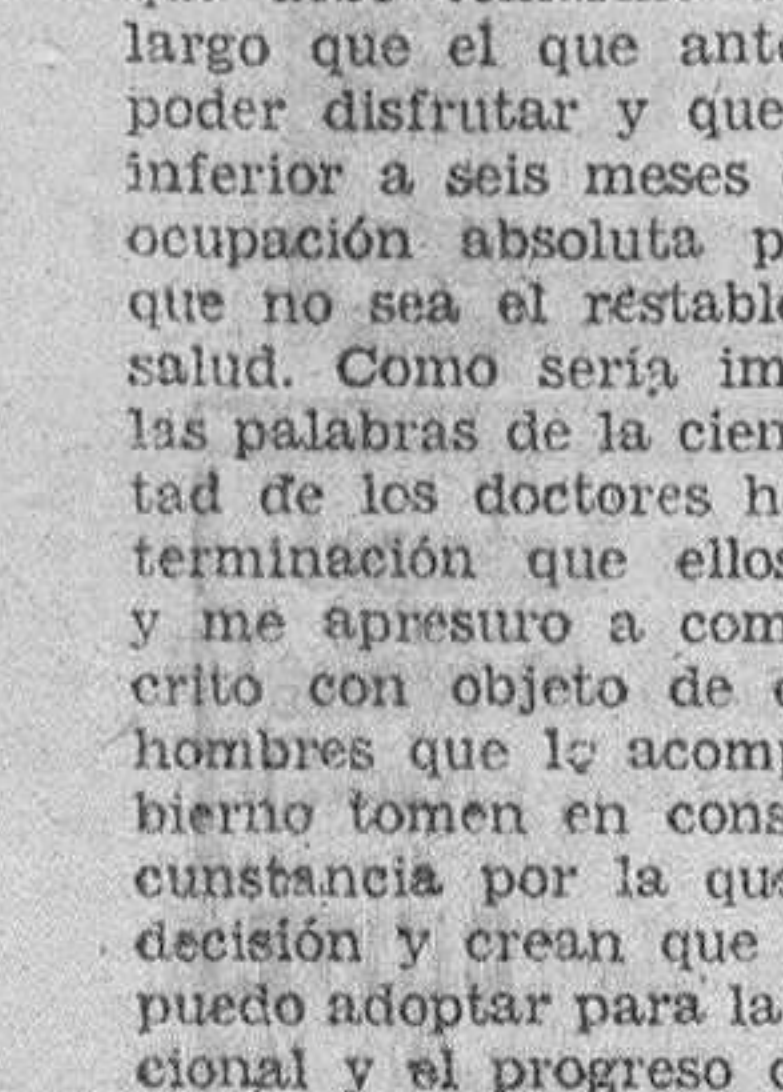 largo que el que ant
poder disfrutar y que
inferior a seis meses
ocupación absoluta p
que no sea el restabl
salud. Como sería im
las palabras de la cien
tad de los doctores h
terminación que ellos
y me apresuro a com
crito con objeto de
hombres que le acomp
bierno tomen en cons
cunstancia por la que
decisión y crean que
puedo adoptar para la
cional y el progreso